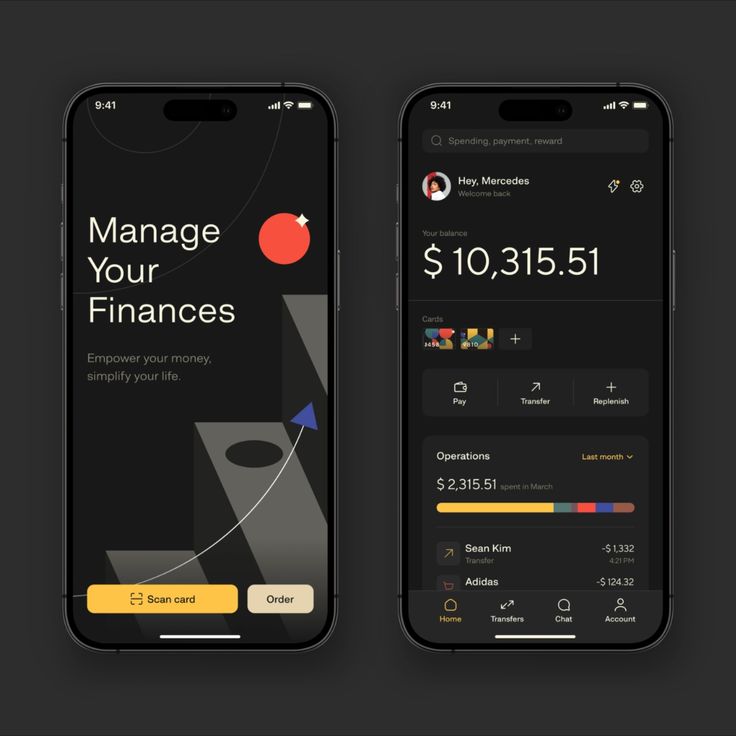 9:41
Manage
Your
Finances
Empower your money,
simplify your life.
Scan card
Order
9:41
Spending, payment, reward
Hey, Mercedes
Welcome back
Your balance
$ 10,315.51
Cards
9810
Pay
Transfer
Replenish
Operations
Last month
$ 2,315.51 spent in March
Sean Kim
-$ 1,332
Transfer
4:21 PM
Adidas
-$ 124.32
Home
Transfers
Chat
Account